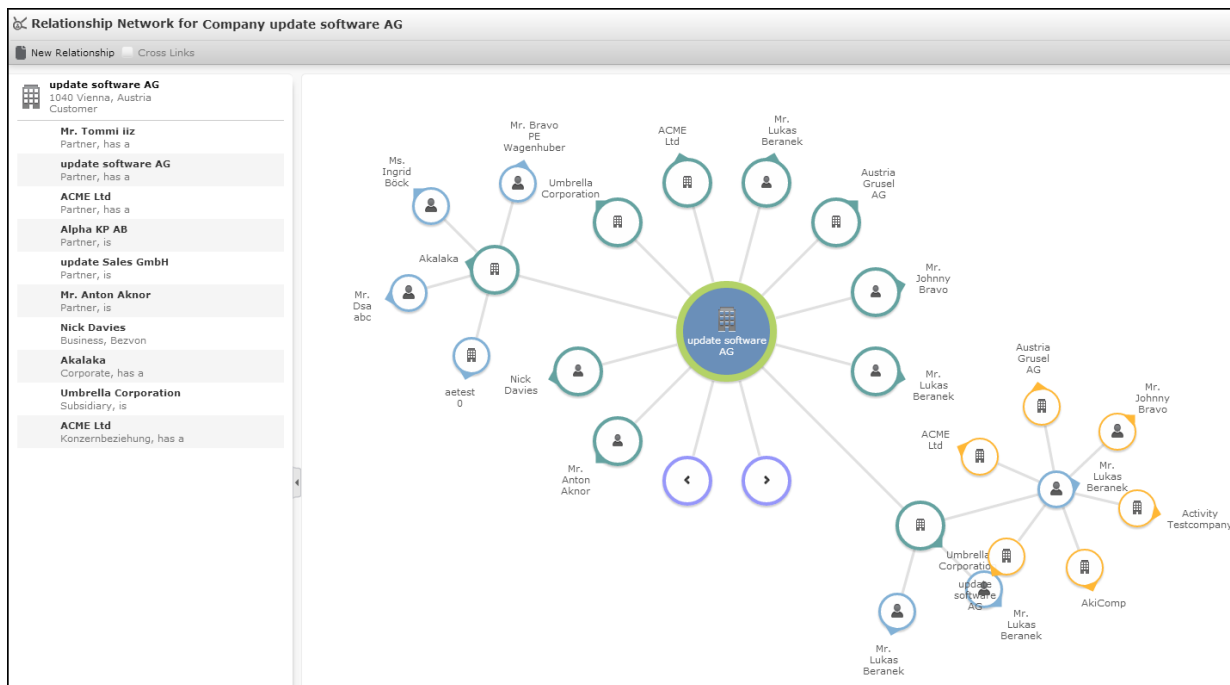 Relationship Network for Company update software AG
New Relationship
Cross Links
update software AG
1040 Vienna, Austria
Customer
Mr. Tommi iiz
Partner, has a
update software AG
Partner, has a
ACME Ltd
Partner, has a
Alpha KP AB
Partner, is
update Sales GmbH
Partner, is
Mr. Anton Aknor
Partner, is
Nick Davies
Business, Bezvon
Akalaka
Corporate, has a
Umbrella Corporation
Subsidiary, is
ACME Ltd
Konzernbeziehung, has a
Mr. Bravo
PE
Wagenhuber
Ms.
Ingrid
Böck
Akalaka
Mr.
Dsa
abc
aetest
0
Umbrella
Corporation
ACME
Ltd
Mr.
Lukas
Beranek
Austria
Grusel
AG
Mr.
Johnny
Bravo
update software
AG
Mr.
Lukas
Beranek
Nick
Davies
Mr.
Anton
Aknor
Austria
Grusel
AG
Mr.
Johnny
Bravo
ACME
Ltd
Mr.
Lukas
Beranek
Activity
Testcompany
AkiComp
Umbrella
Corporation
update
software
AG
Mr.
Lukas
Beranek
Mr.
Lukas
Beranek